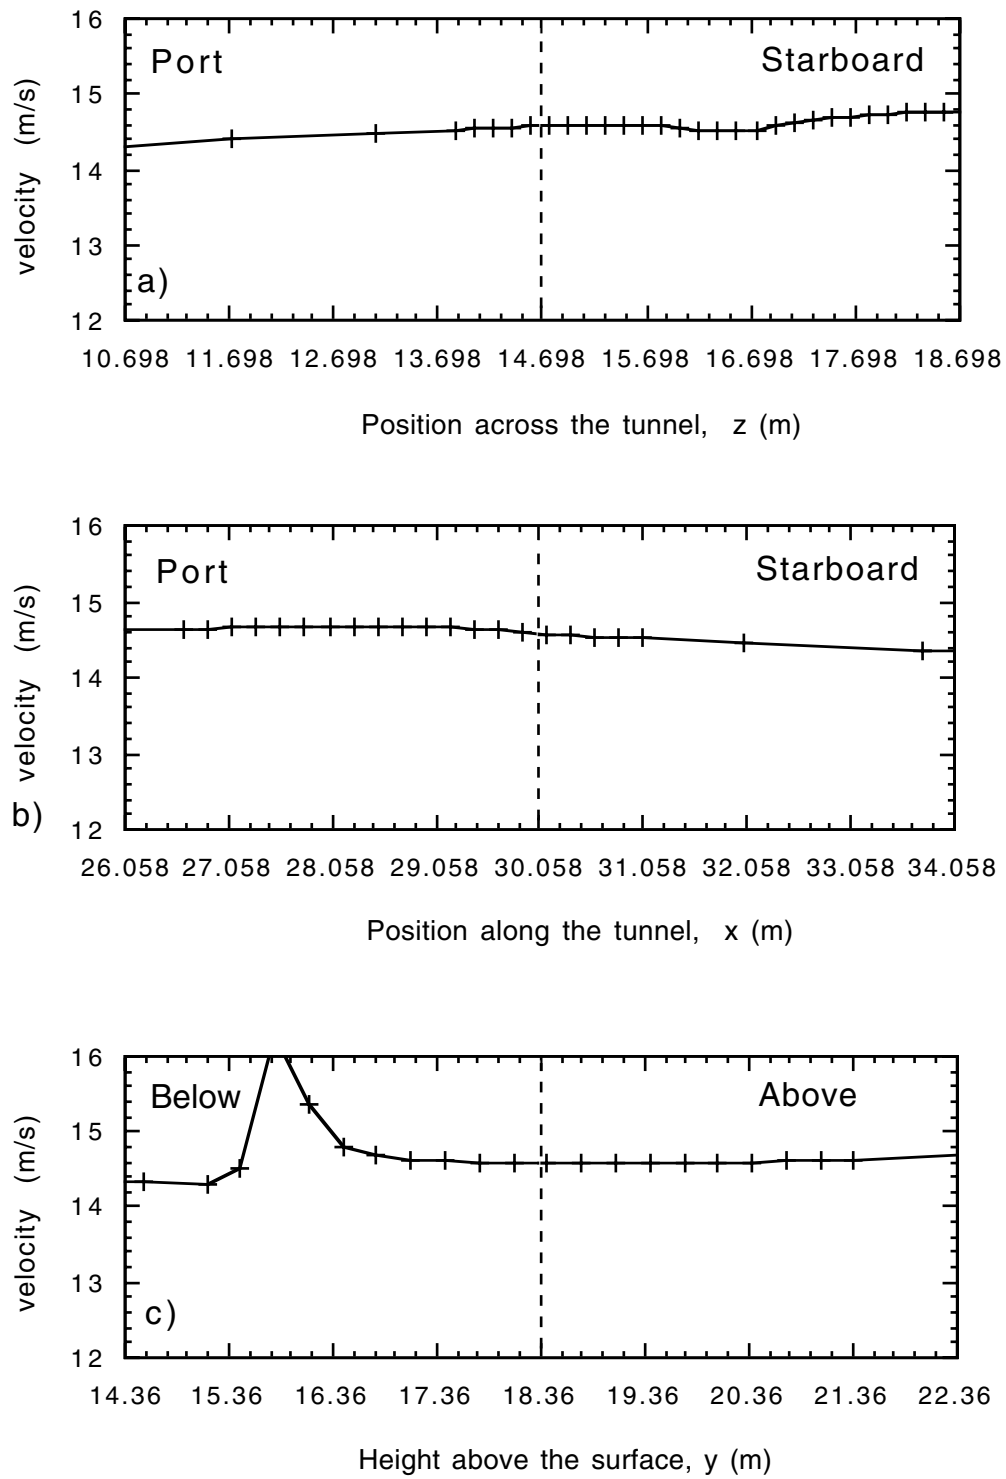 16
Port
Starboard
15
14
13
12
velocity (m/s)
a)
10.698 11.698 12.698 13.698 14.698 15.698 16.698 17.698 18.698
Position across the tunnel, z (m)
16
Port
Starboard
15
14
13
12
velocity (m/s)
b)
26.058 27.058 28.058 29.058 30.058 31.058 32.058 33.058 34.058
Position along the tunnel, x (m)
16
Below
Above
15
14
13
12
velocity (m/s)
c)
14.36 15.36 16.36 17.36 18.36 19.36 20.36 21.36 22.36
Height above the surface, y (m)